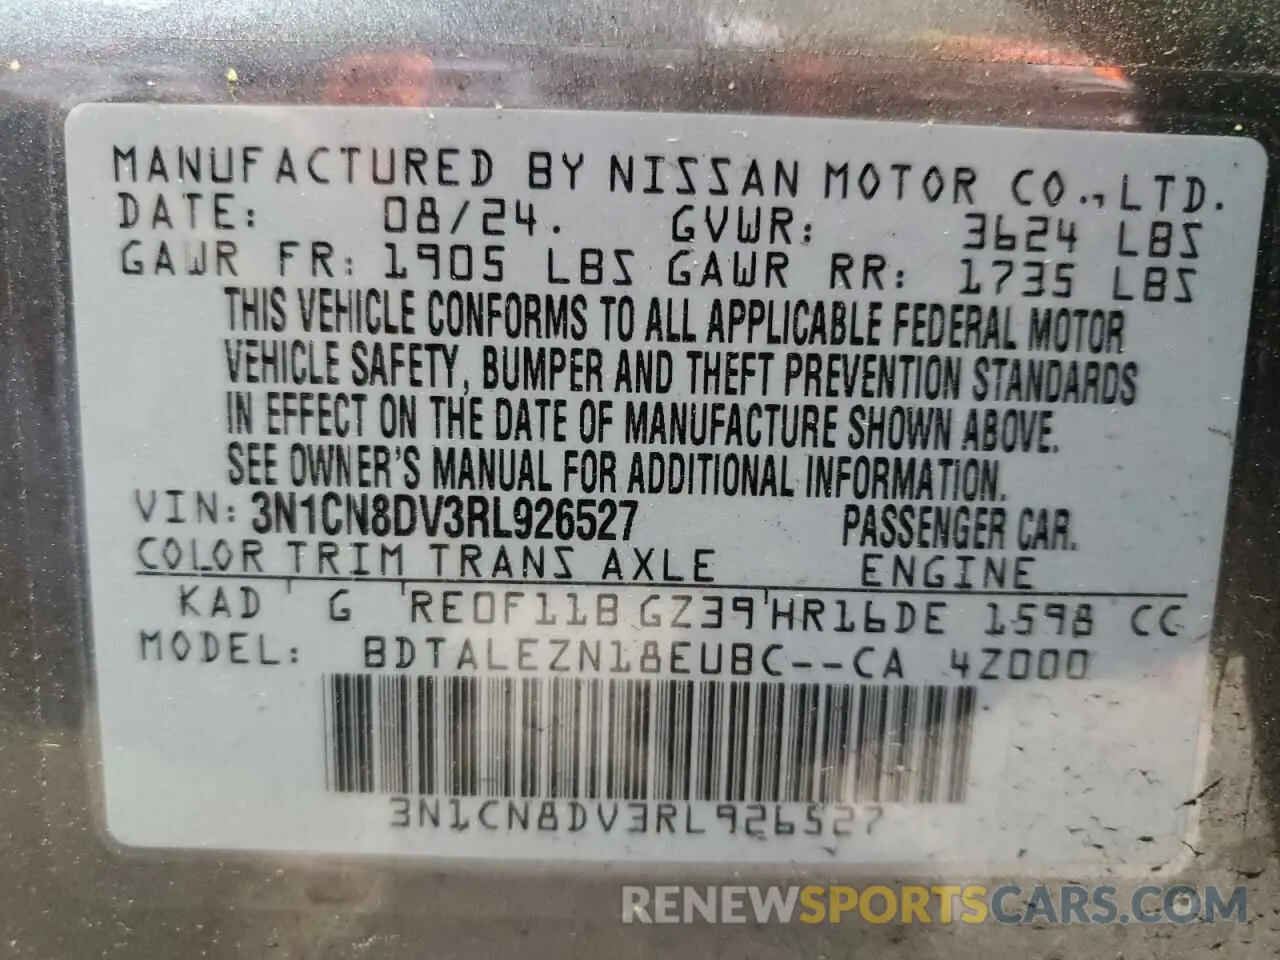 MANUFACTURED BY NISSAN MOTOR CO.,LTD.
DATE: 08/24. GVWR: 3624 LBS
GAWR FR: 1905 LBS GAWR RR: 1735 LBS
THIS VEHICLE CONFORMS TO ALL APPLICABLE FEDERAL MOTOR
VEHICLE SAFETY, BUMPER AND THEFT PREVENTION STANDARDS
IN EFFECT ON THE DATE OF MANUFACTURE SHOWN ABOVE.
SEE OWNER'S MANUAL FOR ADDITIONAL INFORMATION.
VIN: 3N1CN8DV3RL926527 PASSENGER CAR.
COLOR TRIM TRANS AXLE ENGINE
KAD G RE0F11B GZ39 HR16DE 1598 CC
MODEL: BDTALEZN18EUBC--CA 4Z000
3N1CN8DV3RL926527
RENEWSPORTSCARS.COM